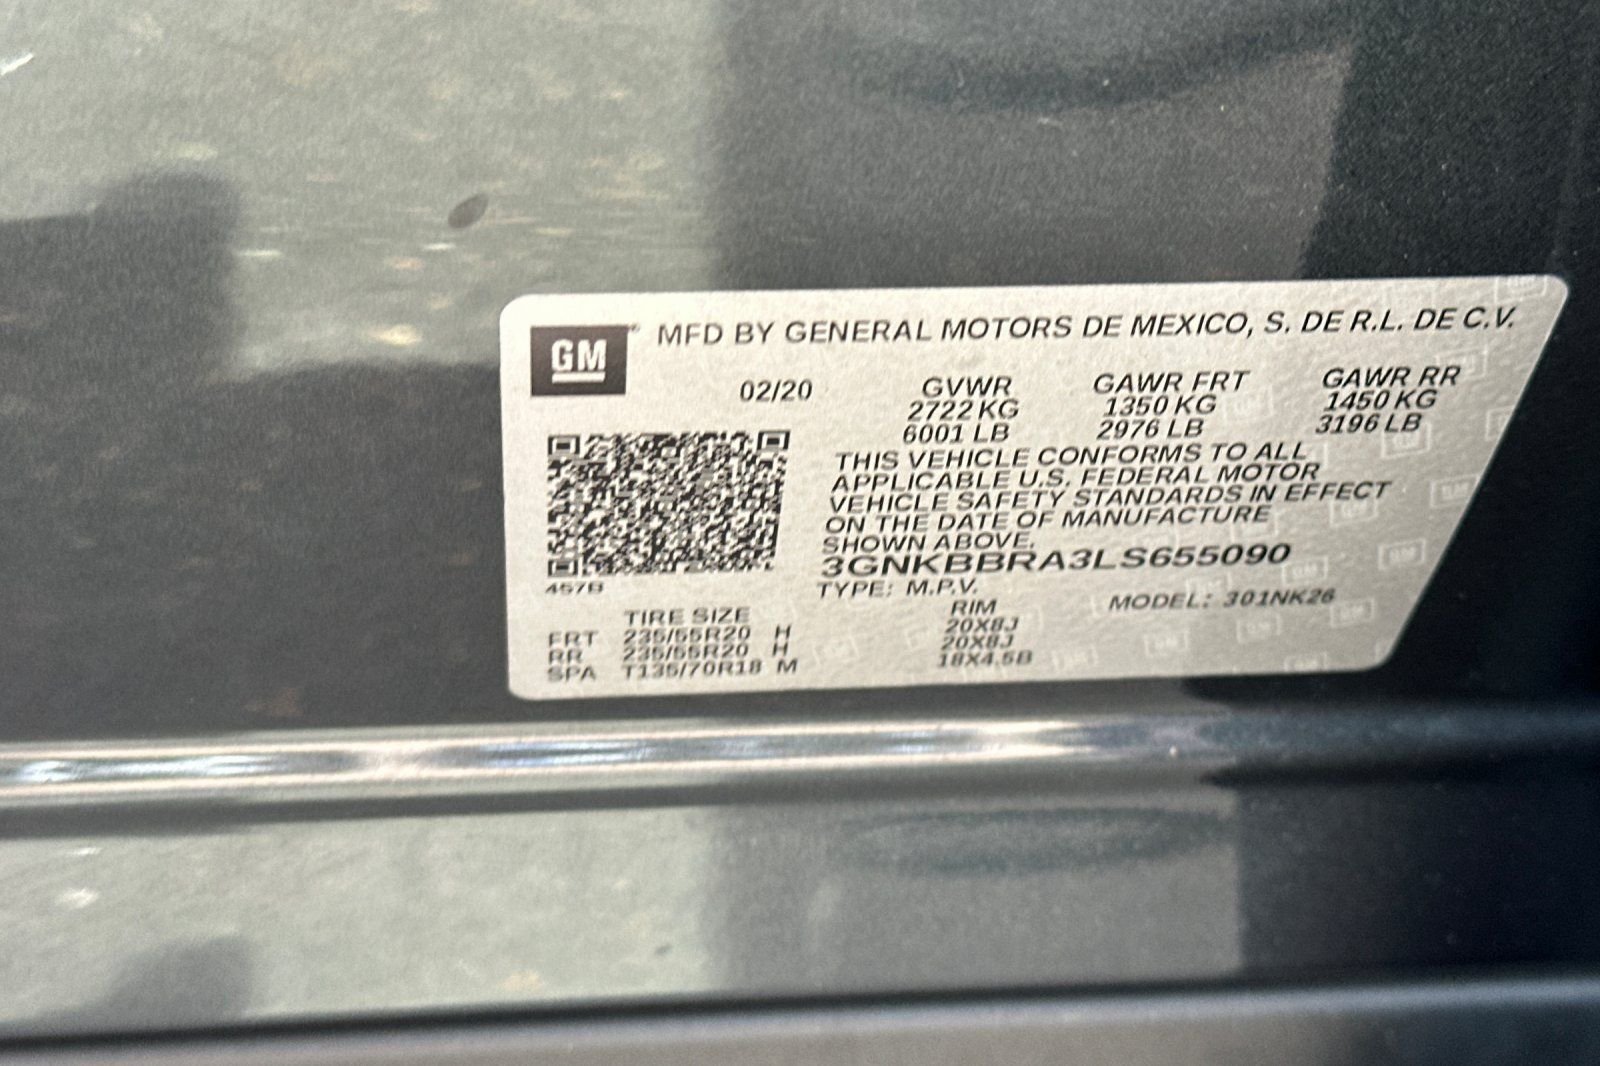 GM MFD BY GENERAL MOTORS DE MEXICO, S. DE R.L. DE C.V.
02/20 GVWR GAWR FRT GAWR RR
2722 KG 1350 KG 1450 KG
6001 LB 2976 LB 3196 LB
THIS VEHICLE CONFORMS TO ALL
APPLICABLE U.S. FEDERAL MOTOR
VEHICLE SAFETY STANDARDS IN EFFECT
ON THE DATE OF MANUFACTURE
SHOWN ABOVE.
3GNKBBRA3LS655090
457B
TYPE: M.P.V. MODEL: 301NK26
TIRE SIZE RIM
FRT 235/55R20 H 20X8J
RR 235/55R20 H 20X8J
SPA T135/70R18 M 18X4.5B